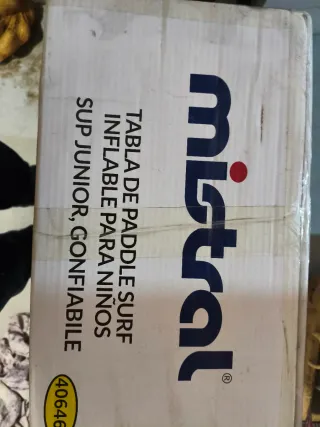 mistral®
TABLA DE PADDLE SURF
INFLABLE PARA NIÑOS
SUP JUNIOR, GONFIABILE
40646